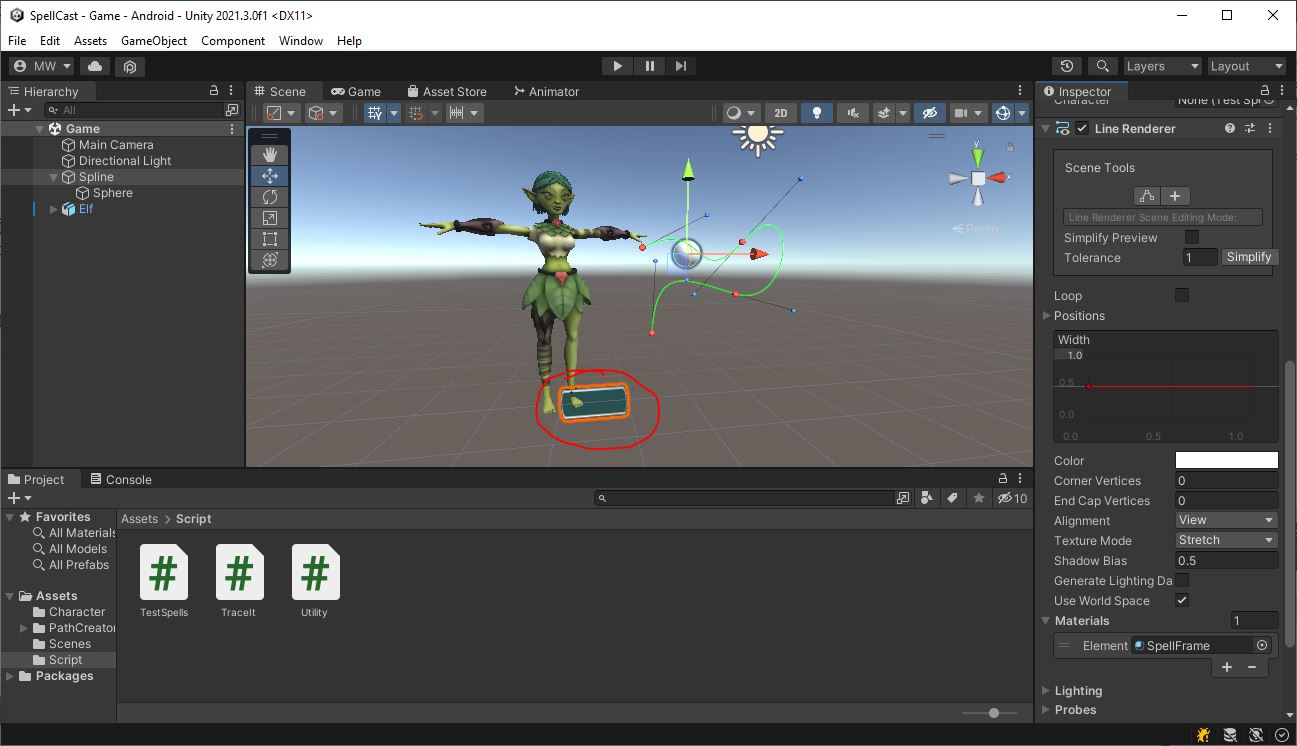 SpellCast - Game - Android - Unity 2021.3.0f1 <DX11>
File Edit Assets GameObject Component Window Help
MW Layers Layout
Hierarchy
All
Game
Main Camera
Directional Light
Spline
Sphere
Elf
Scene Game Asset Store Animator
2D
y
x
Persp
Inspector
Character None (Test Sp
Line Renderer
Scene Tools
Line Renderer Scene Editing Mode:
Simplify Preview
Tolerance 1 Simplify
Loop
Positions
Width
1.0
0.5
0.0
0.0 0.5 1.0
Color
Corner Vertices 0
End Cap Vertices 0
Alignment View
Texture Mode Stretch
Shadow Bias 0.5
Generate Lighting Da
Use World Space
Materials 1
Element SpellFrame
Lighting
Probes
Project Console
10
Favorites
All Materials
All Models
All Prefabs
Assets
Character
PathCreator
Scenes
Script
Packages
Assets > Script
TestSpells TraceIt Utility